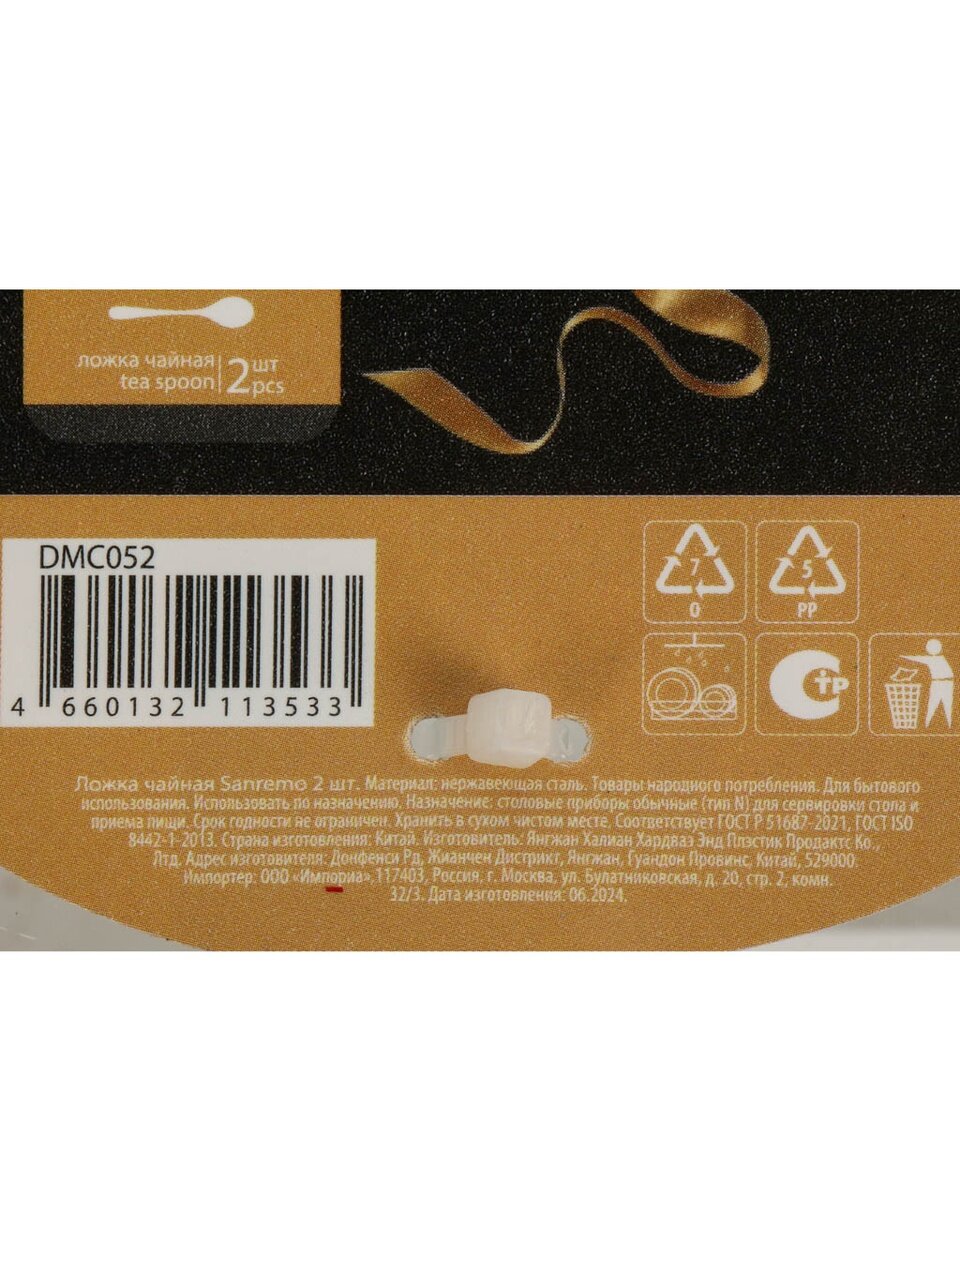 ложка чайная
tea spoon
2 шт
pcs
DMC052
4 660132 113533
7
O
5
PP
СТР
Ложка чайная Sanremo 2 шт. Материал: нержавеющая сталь. Товары народного потребления. Для бытового
использования. Использовать по назначению. Назначение: столовые приборы обычные (тип N) для сервировки стола и
приема пищи. Срок годности не ограничен. Хранить в сухом чистом месте. Соответствует ГОСТ Р 51687-2021, ГОСТ ISO
8442-1-2013. Страна изготовления: Китай. Изготовитель: Янгжан Халиан Хардваэ Энд Плэстик Продактс Ко.,
Лтд. Адрес изготовителя: Донфенси Рд, Жианчен Дистрикт, Янгжан, Гуандон Провинс, Китай, 529000.
Импортер: ООО «Импориа», 117403, Россия, г. Москва, ул. Булатниковская, д. 20, стр. 2, комн.
32/3. Дата изготовления: 06.2024.